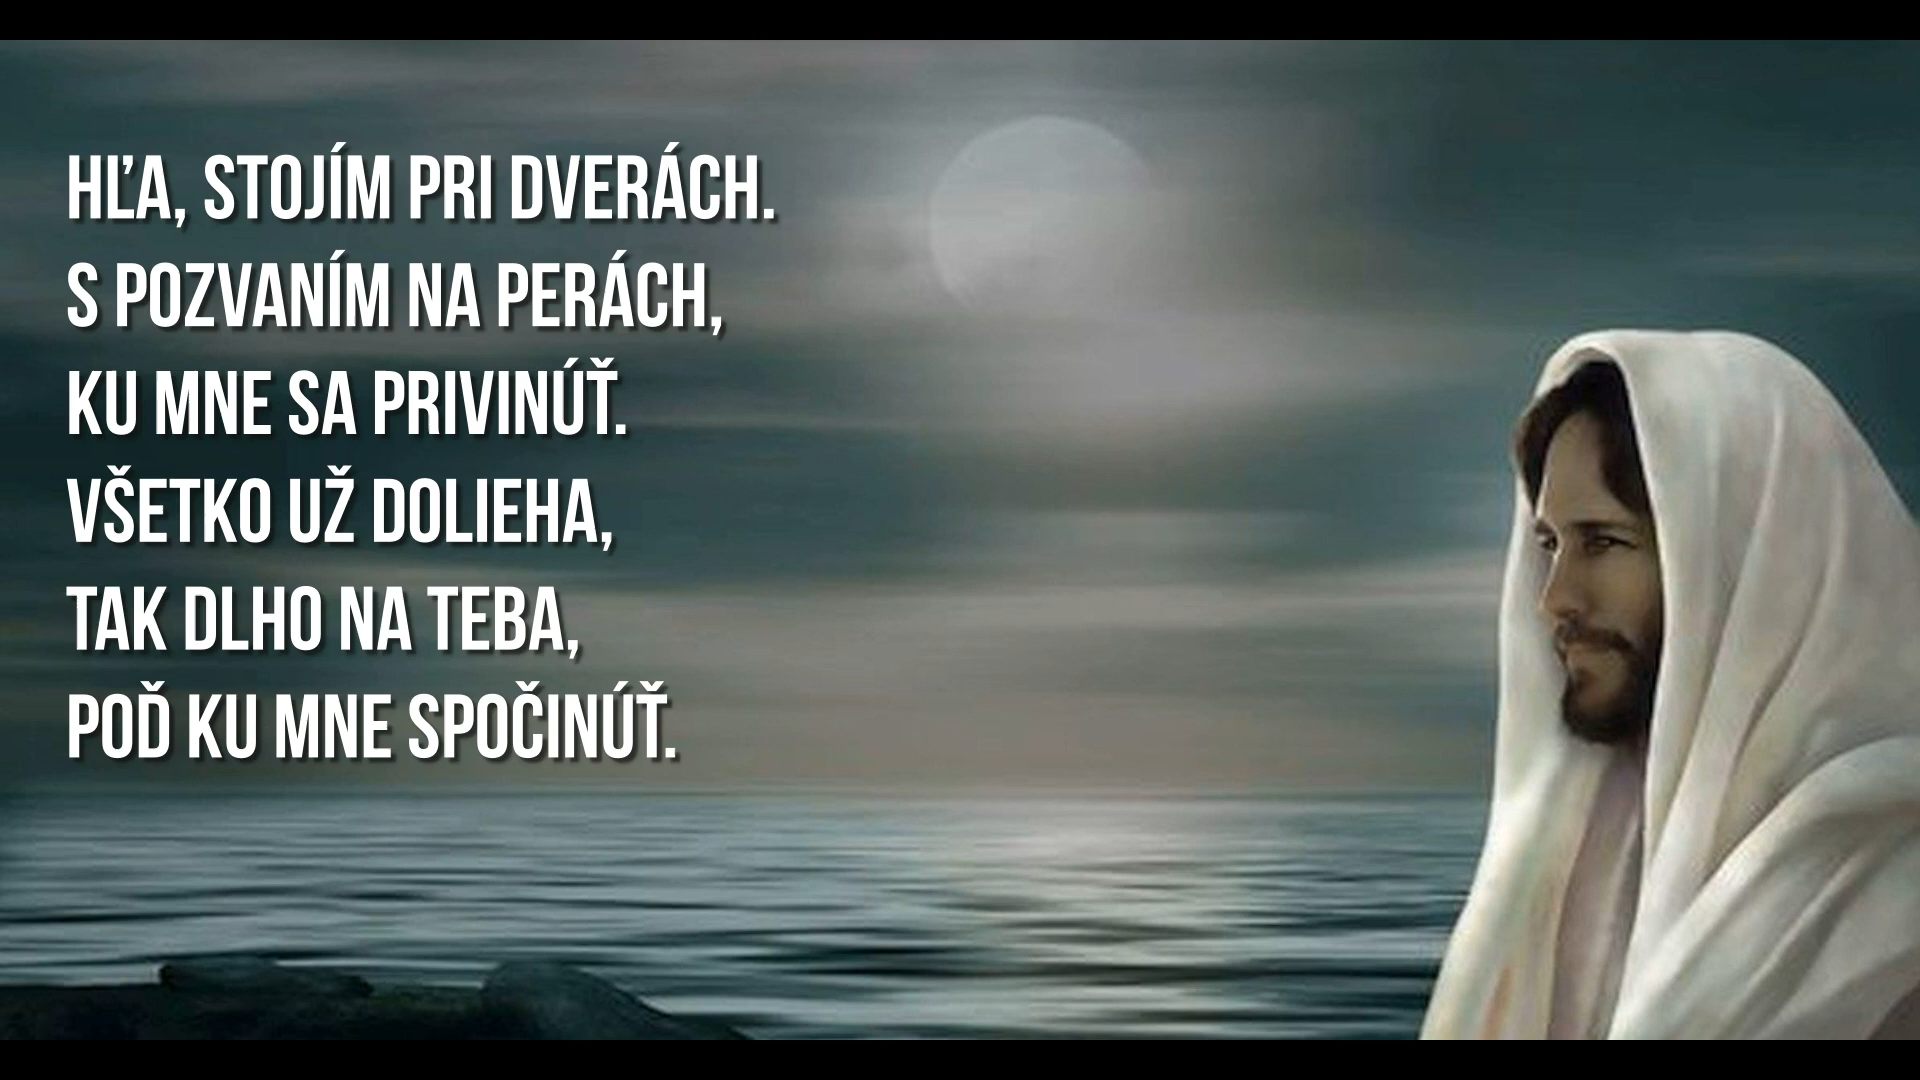 HĽA, STOJÍM PRI DVERÁCH.
S POZVANÍM NA PERÁCH,
KU MNE SA PRIVINÚŤ.
VŠETKO UŽ DOLIEHA,
TAK DLHO NA TEBA,
POĎ KU MNE SPOČINÚŤ.